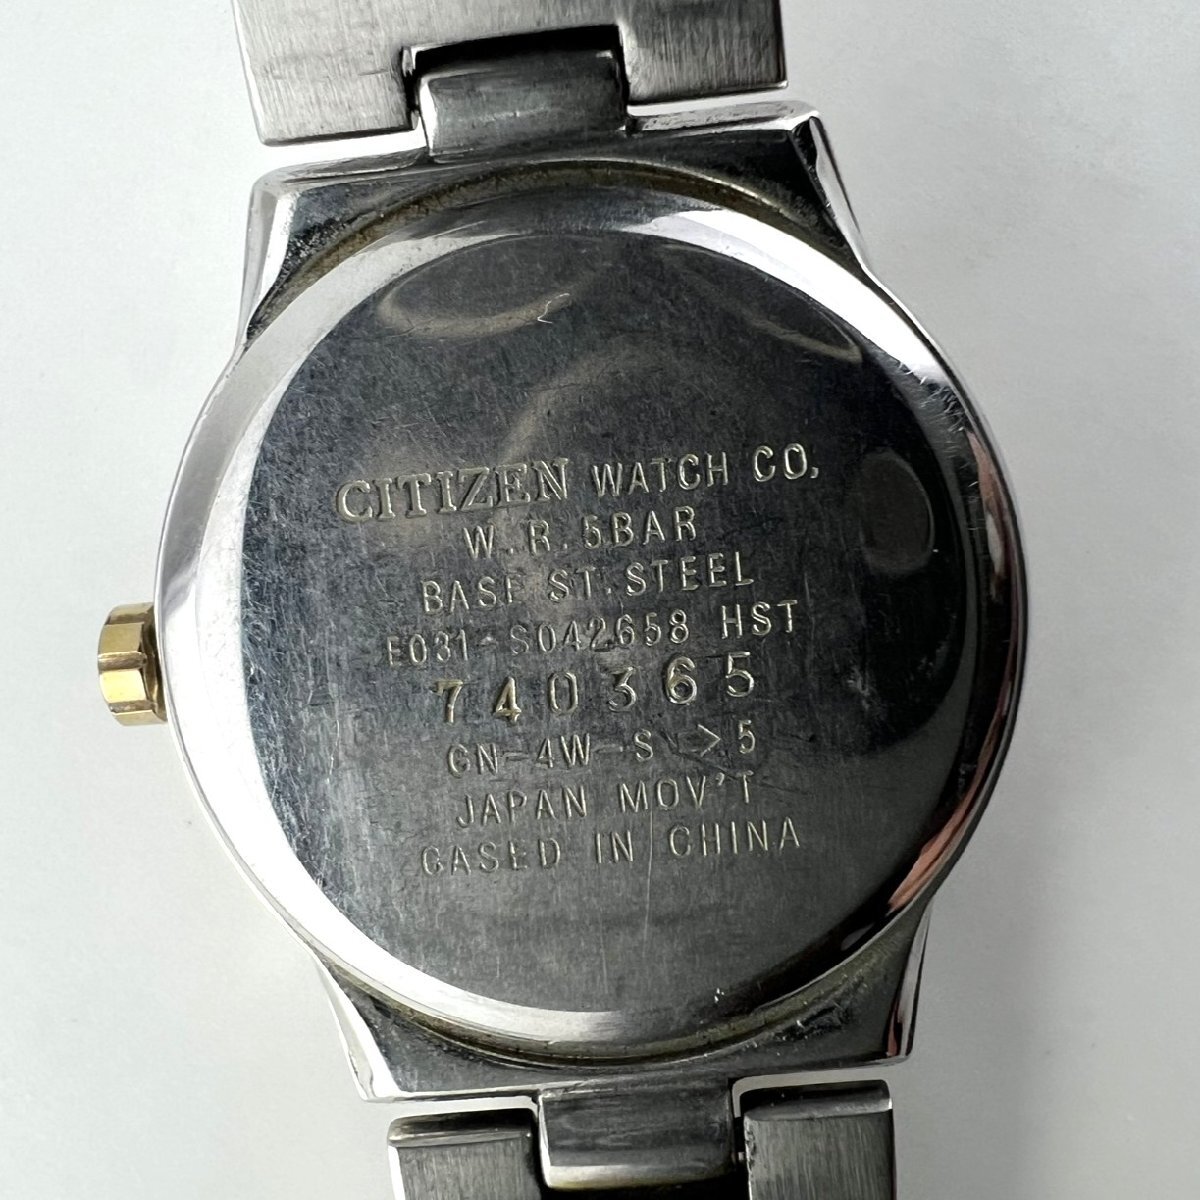 CITIZEN WATCH CO.
W.R.5BAR
BASE ST.STEEL
E031-S042658 HST
740365
GN-4W-S >5
JAPAN MOV'T
CASED IN CHINA